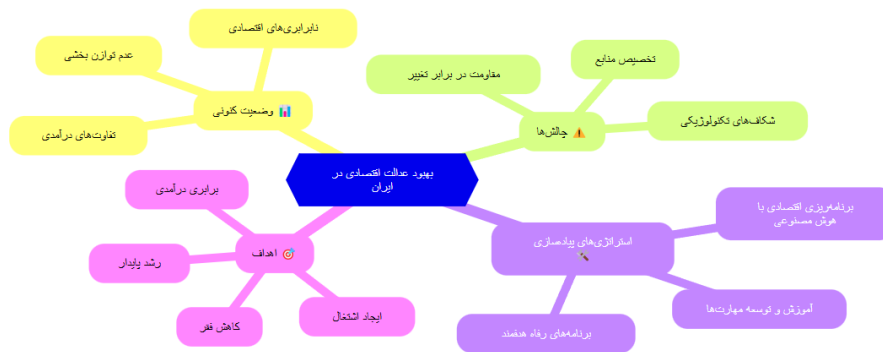 بهبود عدالت اقتصادی در
ایران
📊 وضعیت کنونی
نابرابری‌های اقتصادی
عدم توازن بخشی
تفاوت‌های درآمدی
⚠️ چالش‌ها
تخصیص منابع
مقاومت در برابر تغییر
شکاف‌های تکنولوژیکی
🎯 اهداف
برابری درآمدی
رشد پایدار
کاهش فقر
ایجاد اشتغال
استراتژی‌های پیاده‌سازی
برنامه‌ریزی اقتصادی با
هوش مصنوعی
آموزش و توسعه مهارت‌ها
برنامه‌های رفاه هدفمند